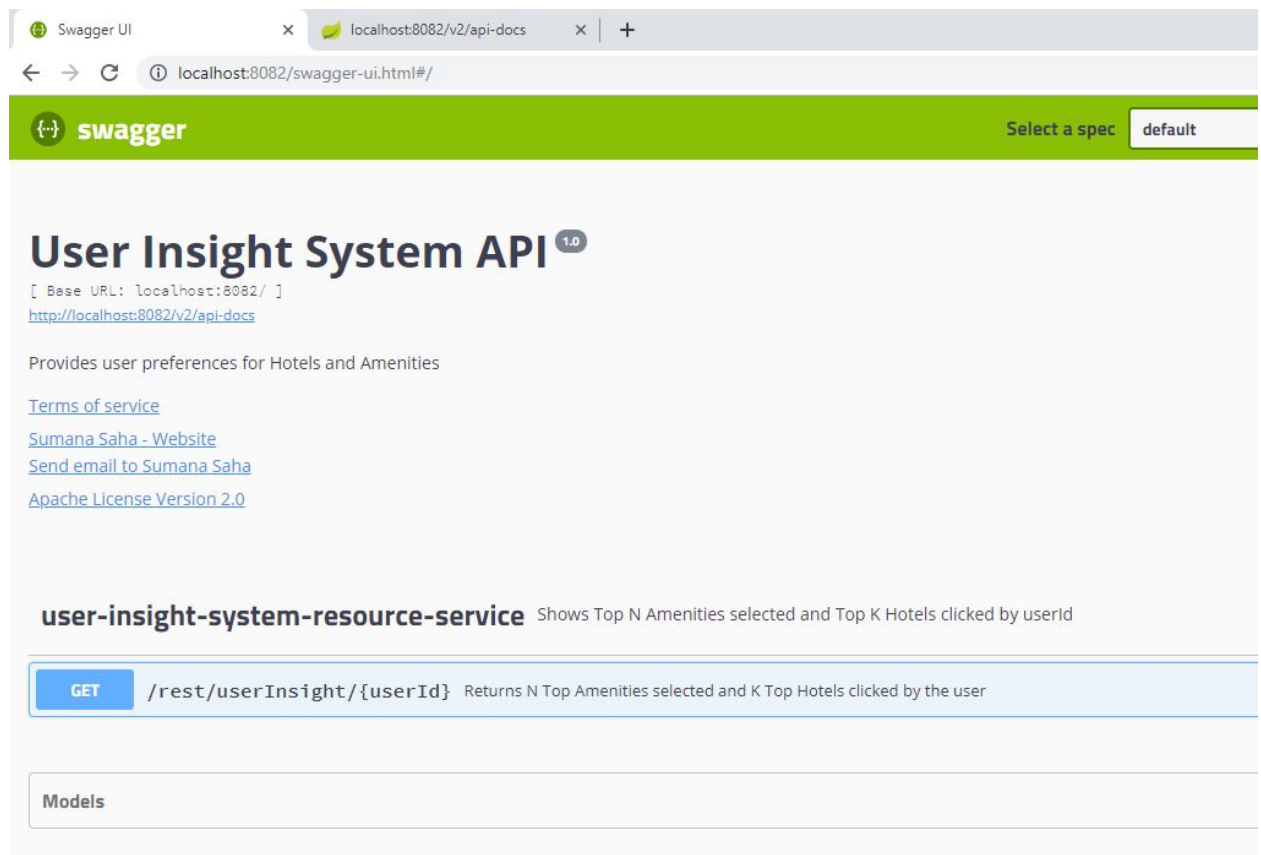 Swagger UI
localhost:8082/v2/api-docs
localhost:8082/swagger-ui.html#/
{···} swagger Select a spec default
User Insight System API 1.0
[ Base URL: localhost:8082/ ]
http://localhost:8082/v2/api-docs
Provides user preferences for Hotels and Amenities
Terms of service
Sumana Saha - Website
Send email to Sumana Saha
Apache License Version 2.0
user-insight-system-resource-service Shows Top N Amenities selected and Top K Hotels clicked by userId
GET /rest/userInsight/{userId} Returns N Top Amenities selected and K Top Hotels clicked by the user
Models